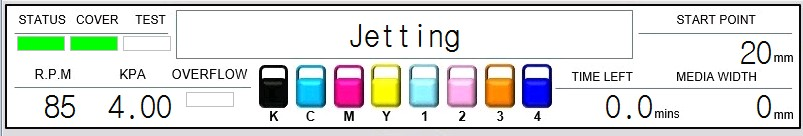 STATUS COVER TEST
Jetting
START POINT
20mm
R.P.M KPA OVERFLOW
85 4.00
K C M Y 1 2 3 4
TIME LEFT MEDIA WIDTH
0.0mins 0mm